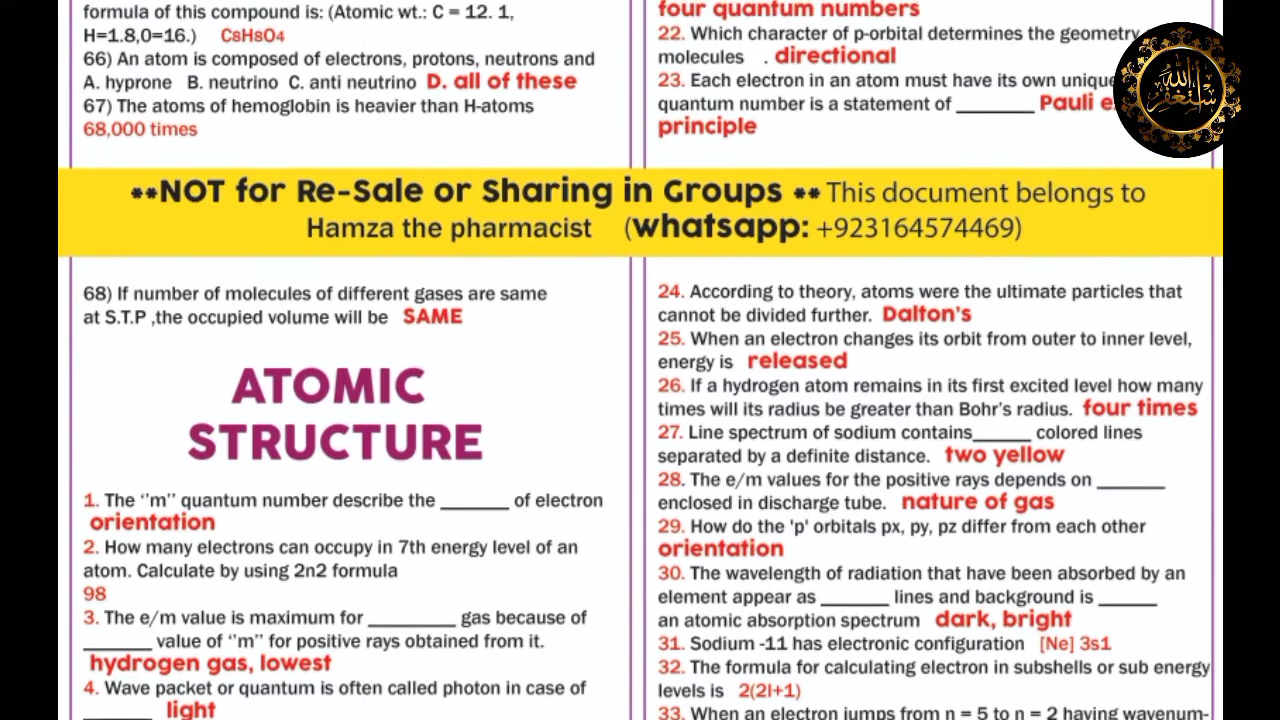 formula of this compound is: (Atomic wt.: C = 12. 1,
H=1.8,0=16.) C8H8O4
66) An atom is composed of electrons, protons, neutrons and
A. hyprone B. neutrino C. anti neutrino D. all of these
67) The atoms of hemoglobin is heavier than H-atoms
68,000 times
four quantum numbers
22. Which character of p-orbital determines the geometry
molecules . directional
23. Each electron in an atom must have its own unique
quantum number is a statement of ________ Pauli
principle
أستغفر الله
**NOT for Re-Sale or Sharing in Groups ** This document belongs to
Hamza the pharmacist (whatsapp: +923164574469)
68) If number of molecules of different gases are same
at S.T.P ,the occupied volume will be SAME
ATOMIC
STRUCTURE
1. The ‘’m” quantum number describe the _______ of electron
orientation
2. How many electrons can occupy in 7th energy level of an
atom. Calculate by using 2n2 formula
98
3. The e/m value is maximum for _________ gas because of
_______ value of ‘’m” for positive rays obtained from it.
hydrogen gas, lowest
4. Wave packet or quantum is often called photon in case of
_______ light
24. According to theory, atoms were the ultimate particles that
cannot be divided further. Dalton's
25. When an electron changes its orbit from outer to inner level,
energy is released
26. If a hydrogen atom remains in its first excited level how many
times will its radius be greater than Bohr's radius. four times
27. Line spectrum of sodium contains______ colored lines
separated by a definite distance. two yellow
28. The e/m values for the positive rays depends on _______
enclosed in discharge tube. nature of gas
29. How do the 'p' orbitals px, py, pz differ from each other
orientation
30. The wavelength of radiation that have been absorbed by an
element appear as _______ lines and background is ______
an atomic absorption spectrum dark, bright
31. Sodium -11 has electronic configuration [Ne] 3s1
32. The formula for calculating electron in subshells or sub energy
levels is 2(2l+1)
33. When an electron jumps from n = 5 to n = 2 having wavenum-